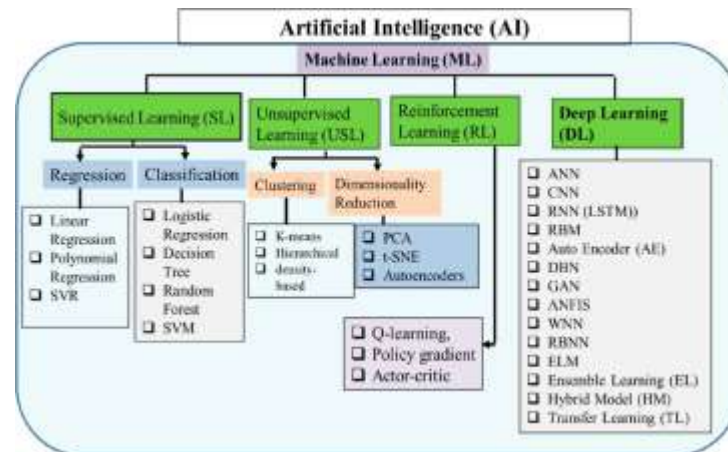 Artificial Intelligence (AI)
Machine Learning (ML)
Supervised Learning (SL)
Unsupervised
Learning (USL)
Reinforcement
Learning (RL)
Deep Learning
(DL)
Regression
Classification
Clustering
Dimensionality
Reduction
❑ Linear
Regression
❑ Polynomial
Regression
❑ SVR
❑ Logistic
Regression
❑ Decision
Tree
❑ Random
Forest
❑ SVM
❑ K-means
❑ Hierarchical
❑ density-
based
❑ PCA
❑ t-SNE
❑ Autoencoders
❑ Q-learning,
❑ Policy gradient
❑ Actor-critic
❑ ANN
❑ CNN
❑ RNN (LSTM))
❑ RBM
❑ Auto Encoder (AE)
❑ DBN
❑ GAN
❑ ANFIS
❑ WNN
❑ RBNN
❑ ELM
❑ Ensemble Learning (EL)
❑ Hybrid Model (HM)
❑ Transfer Learning (TL)